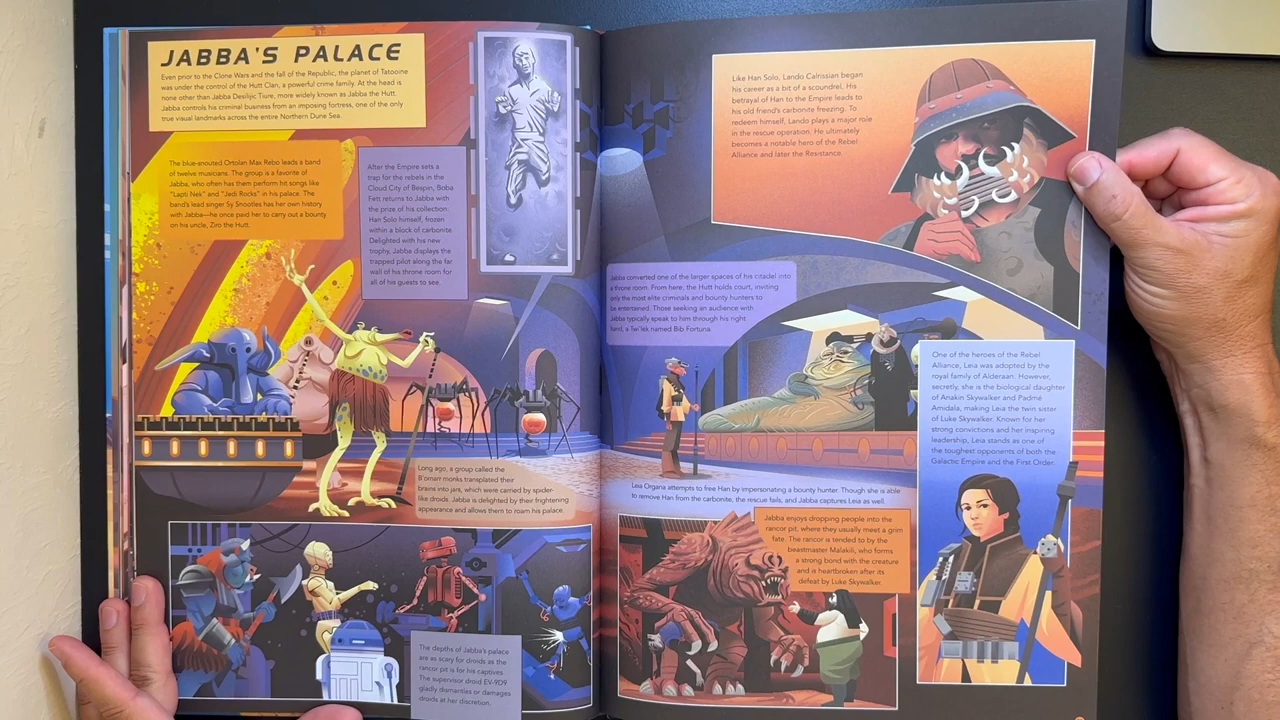 JABBA'S PALACE
Even prior to the Clone Wars and the fall of the Republic, the planet of Tatooine
was under the control of the Hutt Clan, a powerful crime family. At the head is
none other than Jabba Desilijic Tiure, more widely known as Jabba the Hutt.
Jabba controls his criminal business from an imposing fortress, one of the only
true visual landmarks across the entire Northern Dune Sea.
The blue-snouted Ortolan Max Rebo leads a band
of twelve musicians. The group is a favorite of
Jabba, who often has them perform hit songs like
"Lapti Nek" and "Jedi Rocks" in his palace. The
band's lead singer Sy Snootles has her own history
with Jabba—he once paid her to carry out a bounty
on his uncle, Ziro the Hutt.
After the Empire sets a
trap for the rebels in the
Cloud City of Bespin, Boba
Fett returns to Jabba with
the prize of his collection:
Han Solo himself, frozen
within a block of carbonite.
Delighted with his new
trophy, Jabba displays the
trapped pilot along the far
wall of his throne room for
all of his guests to see.
Long ago, a group called the
B'omarr monks transplated their
brains into jars, which were carried by spider-
like droids. Jabba is delighted by their frightening
appearance and allows them to roam his palace.
The depths of Jabba's palace
are as scary for droids as the
rancor pit is for his captives.
The supervisor droid EV-9D9
gladly dismantles or damages
droids at her discretion.
Like Han Solo, Lando Calrissian began
his career as a bit of a scoundrel. His
betrayal of Han to the Empire leads to
his old friend's carbonite freezing. To
redeem himself, Lando plays a major role
in the rescue operation. He ultimately
becomes a notable hero of the Rebel
Alliance and later the Resistance.
Jabba converted one of the larger spaces of his citadel into
a throne room. From here, the Hutt holds court, inviting
only the most elite criminals and bounty hunters to
be entertained. Those seeking an audience with
Jabba typically speak to him through his right
hand, a Twi'lek named Bib Fortuna.
One of the heroes of the Rebel
Alliance, Leia was adopted by the
royal family of Alderaan. However,
secretly, she is the biological daughter
of Anakin Skywalker and Padmé
Amidala, making Leia the twin sister
of Luke Skywalker. Known for her
strong convictions and her inspiring
leadership, Leia stands as one of
the toughest opponents of both the
Galactic Empire and the First Order.
Leia Organa attempts to free Han by impersonating a bounty hunter. Though she is able
to remove Han from the carbonite, the rescue fails, and Jabba captures Leia as well.
Jabba enjoys dropping people into the
rancor pit, where they usually meet a grim
fate. The rancor is tended to by the
beastmaster Malakili, who forms
a strong bond with the creature
and is heartbroken after its
defeat by Luke Skywalker.